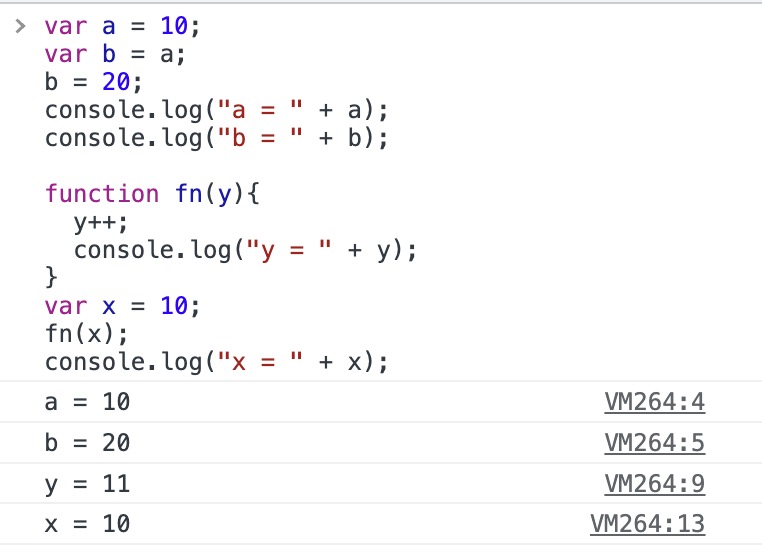 > var a = 10;
var b = a;
b = 20;
console.log("a = " + a);
console.log("b = " + b);

function fn(y){
  y++;
  console.log("y = " + y);
}
var x = 10;
fn(x);
console.log("x = " + x);
a = 10 VM264:4
b = 20 VM264:5
y = 11 VM264:9
x = 10 VM264:13